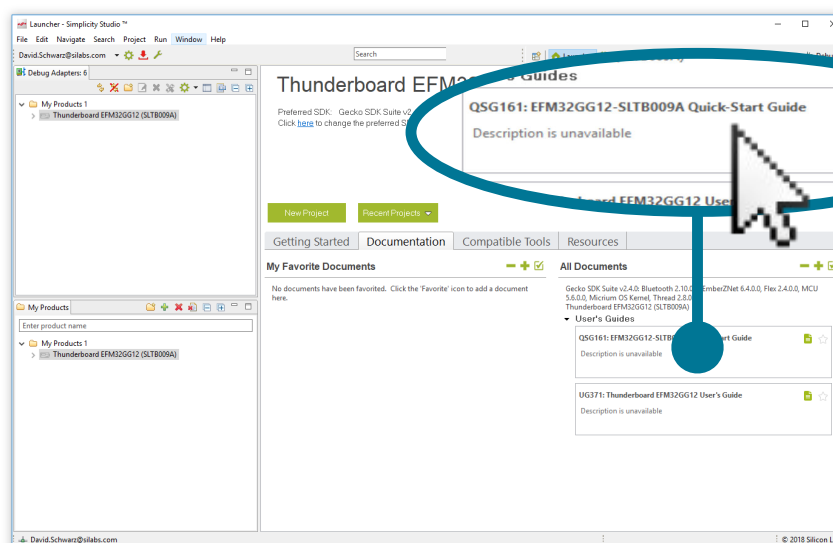 Launcher - Simplicity Studio ™
File Edit Navigate Search Project Run Window Help
David.Schwarz@silabs.com
Search
Debug Adapters: 6
My Products 1
Thunderboard EFM32GG12 (SLTB009A)
Thunderboard EFM
Preferred SDK: Gecko SDK Suite v2
Click here to change the preferred
Guides
QSG161: EFM32GG12-SLTB009A Quick-Start Guide
Description is unavailable
EFM32GG12
New Project
Recent Projects
Getting Started Documentation Compatible Tools Resources
My Favorite Documents
No documents have been favorited. Click the 'Favorite' icon to add a document
here.
All Documents
Gecko SDK Suite v2.4.0: Bluetooth 2.10.0 EmberZNet 6.4.0.0, Flex 2.4.0.0, MCU
5.6.0.0, Micrium OS Kernel, Thread 2.8.0
Thunderboard EFM32GG12 (SLTB009A)
User's Guides
QSG161: EFM32GG12-SLTB Guide
Description is unavailable
UG371: Thunderboard EFM32GG12 User's Guide
Description is unavailable
My Products
Enter product name
My Products 1
Thunderboard EFM32GG12 (SLTB009A)
David.Schwarz@silabs.com
© 2018 Silicon L